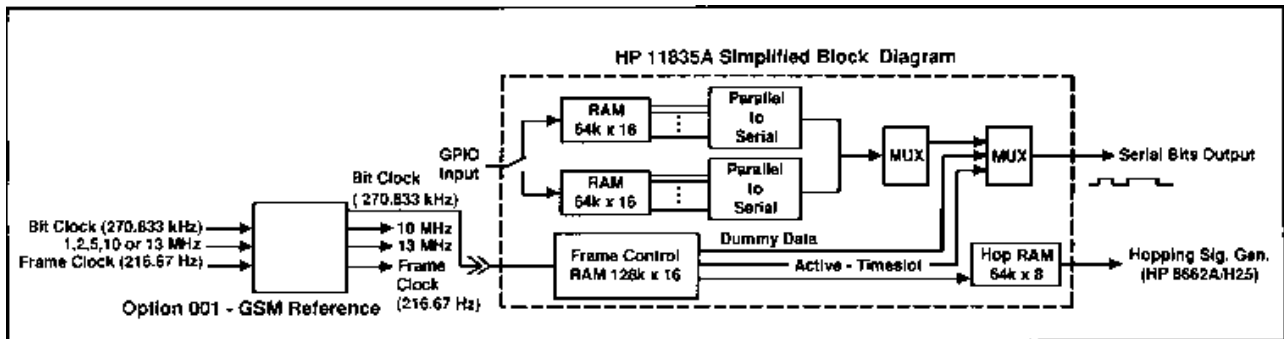 HP 11835A Simplified Block Diagram
RAM
64k x 16
Parallel
to
Serial
GPIO
Input
MUX
MUX
Serial Bits Output
RAM
64k x 16
Parallel
to
Serial
Bit Clock
(270.833 kHz)
Bit Clock (270.833 kHz)
1,2,5,10 or 13 MHz
Frame Clock (216.67 Hz)
10 MHz
13 MHz
Frame
Clock
(216.67 Hz)
Option 001 - GSM Reference
Frame Control
RAM 128k x 16
Dummy Data
Active - Timeslot
Hop RAM
64k x 8
Hopping Sig. Gen.
(HP 8662A/H25)